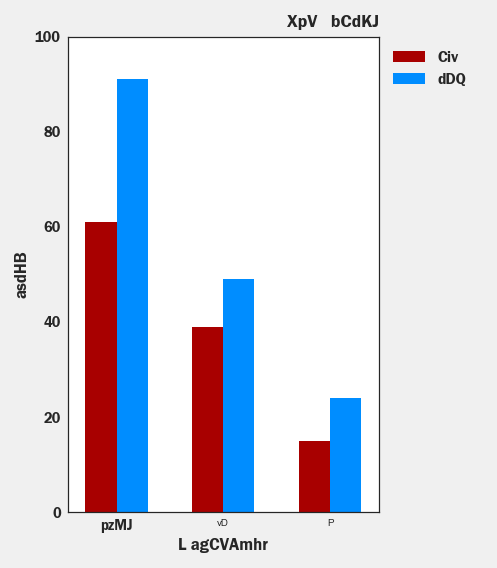 XpV bCdKJ
Civ
dDQ
asdHB
100
80
60
40
20
0
pzMJ vD P
L agCVAmhr